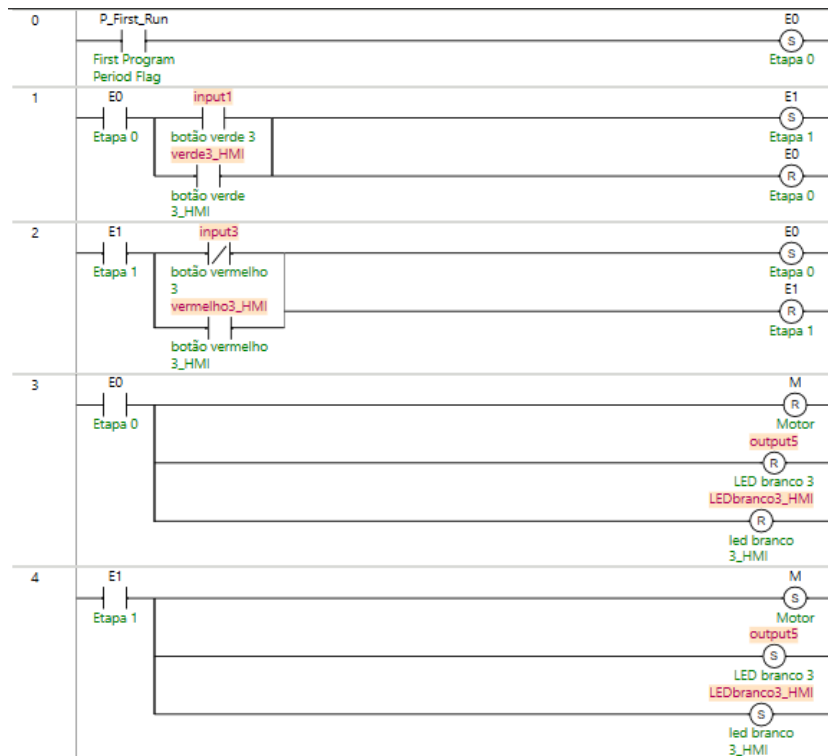 0
P_First_Run
E0
S
First Program
Period Flag
Etapa 0
1
E0
input1
E1
S
Etapa 0
botão verde 3
Etapa 1
verde3_HMI
E0
R
botão verde
3_HMI
Etapa 0
2
E1
input3
E0
S
Etapa 1
botão vermelho
3
Etapa 0
vermelho3_HMI
E1
R
botão vermelho
3_HMI
Etapa 1
3
E0
M
R
Etapa 0
Motor
output5
R
LED branco 3
LEDbranco3_HMI
R
led branco
3_HMI
4
E1
M
S
Etapa 1
Motor
output5
S
LED branco 3
LEDbranco3_HMI
S
led branco
3_HMI